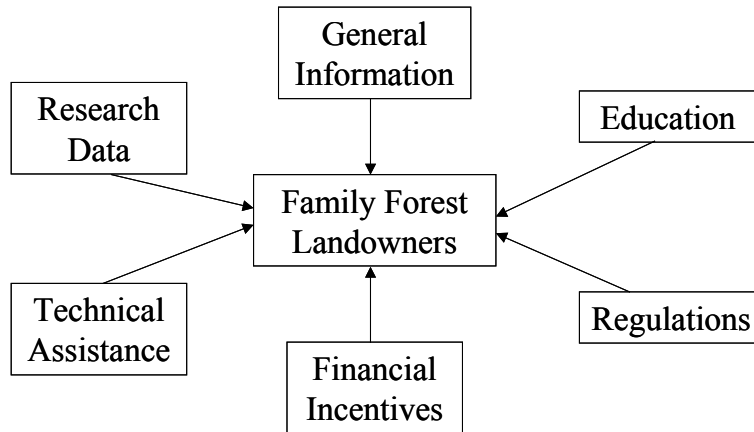 General
Information
Research
Data
Education
Family Forest
Landowners
Technical
Assistance
Regulations
Financial
Incentives